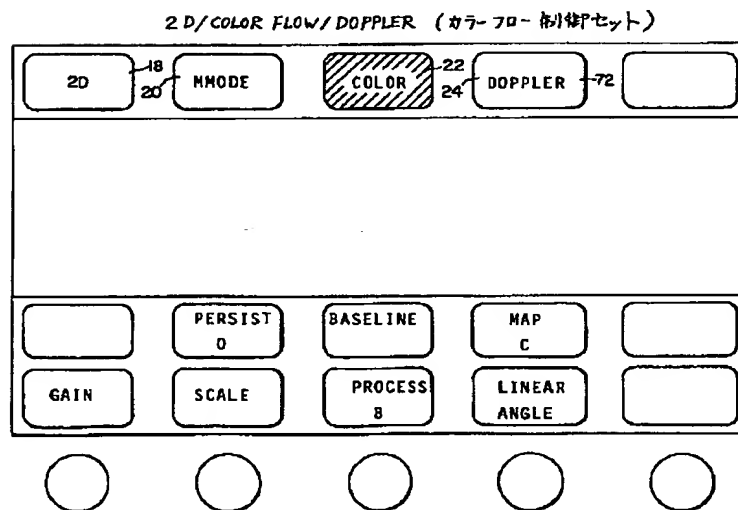 2D/COLOR FLOW/DOPPLER (カラーフロー制御セット)
2D 18 20 MMODE COLOR 22 24 DOPPLER 72
PERSIST BASELINE MAP
0 C
GAIN SCALE PROCESS LINEAR
B ANGLE